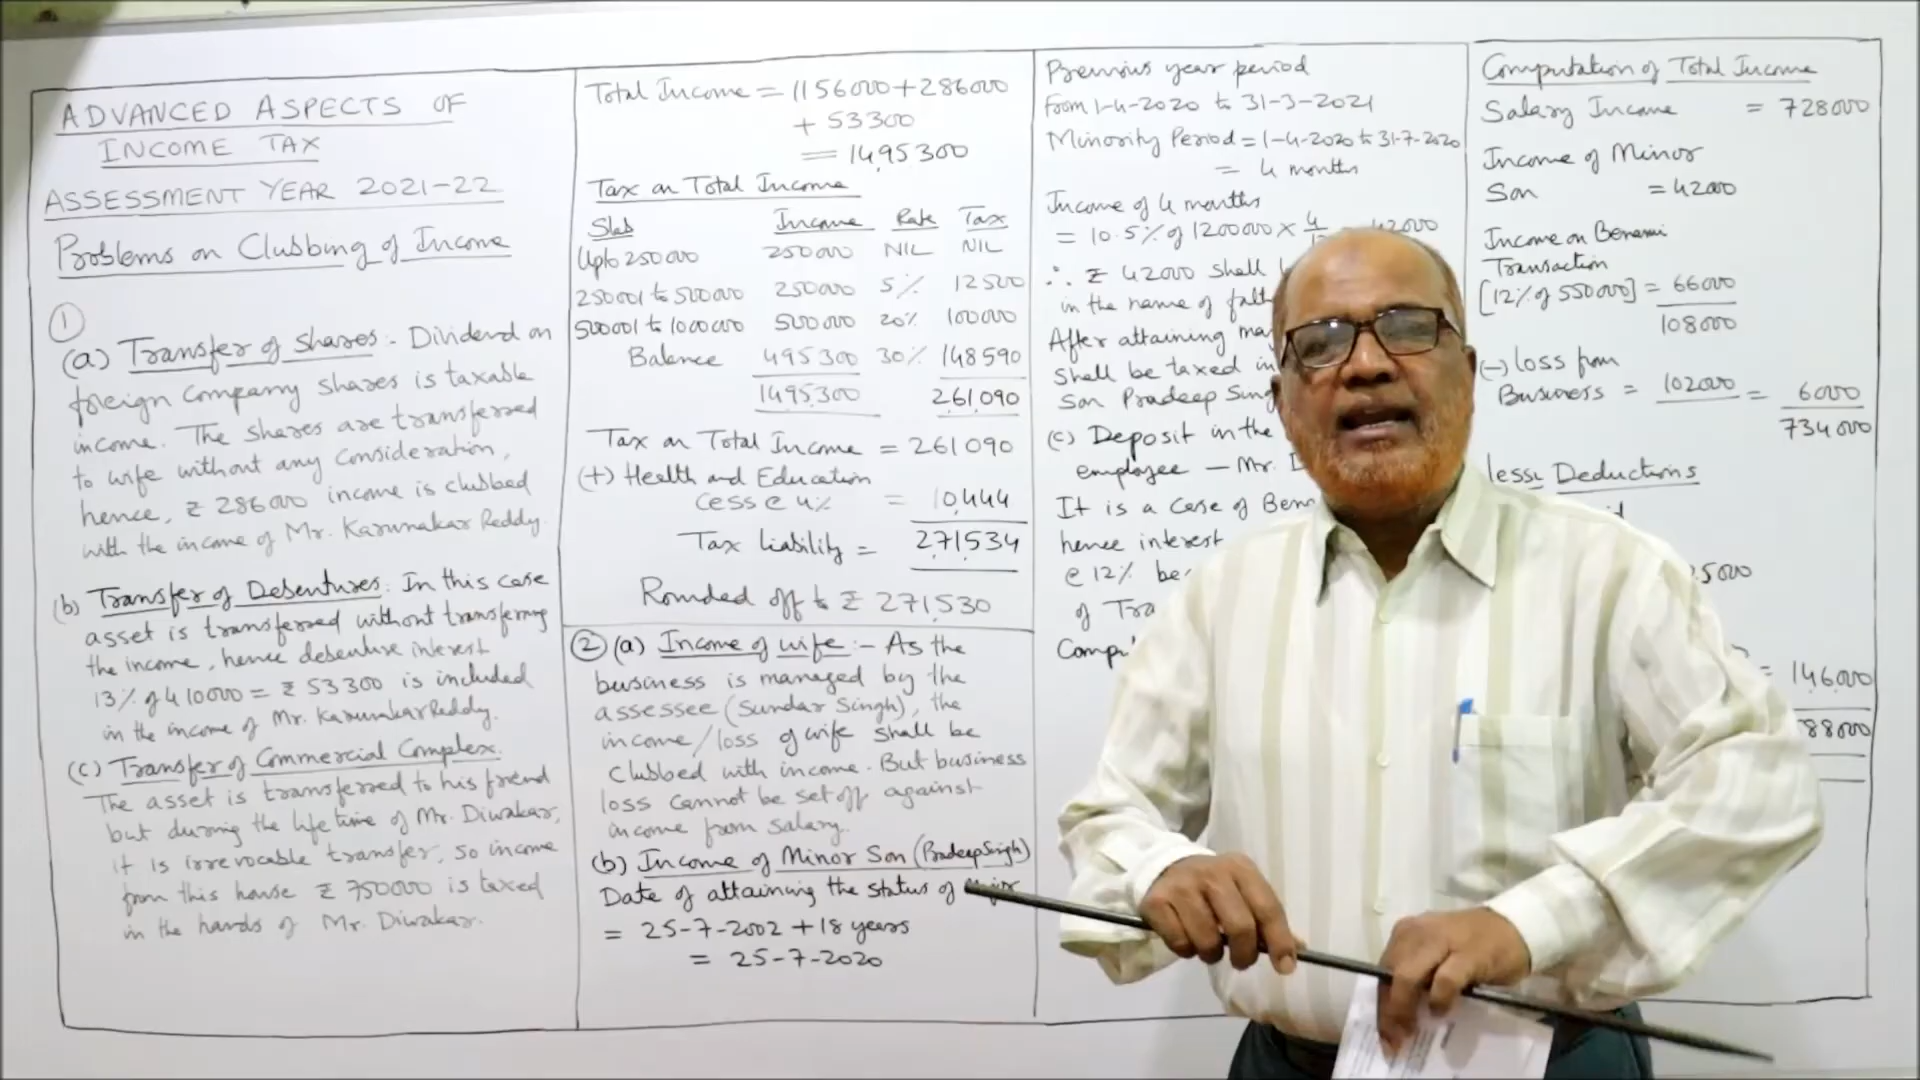 ADVANCED ASPECTS OF
INCOME TAX
ASSESSMENT YEAR 2021-22
Problems on Clubbing of Income
①
(a) Transfer of shares:- Dividend on
foreign company shares is taxable
income. The shares are transferred
to wife without any consideration,
hence, ₹ 286000 income is clubbed
with the income of Mr. Karunakar Reddy.
(b) Transfer of Debentures: In this case
asset is transferred without transferring
the income, hence debenture interest
13% of 410000 = ₹ 53300 is included
in the income of Mr. Karunakar Reddy.
(c) Transfer of Commercial Complex.
The asset is transferred to his friend
but during the life time of Mr. Diwakar,
it is irrevocable transfer, so income
from this house ₹ 750000 is taxed
in the hands of Mr. Diwakar.
Total Income = 1156000 + 286000
+ 53300
= 1495300
Tax on Total Income
Slab Income Rate Tax
Upto 250000 250000 NIL NIL
250001 to 500000 250000 5% 12500
500001 to 1000000 500000 20% 100000
Balance 495300 30% 148590
1495300 261090
Tax on Total Income = 261090
(+) Health and Education
cess @ 4% = 10,444
Tax liability = 271534
Rounded off to ₹ 271530
② (a) Income of wife:- As the
business is managed by the
assessee (Sundar Singh), the
income/loss of wife shall be
clubbed with income. But business
loss cannot be set off against
income from salary.
(b) Income of Minor Son (Pradeep Singh)
Date of attaining the status of
= 25-7-2002 + 18 years
= 25-7-2020
Previous year period
from 1-4-2020 to 31-3-2021
Minority Period = 1-4-2020 to 31-7-2020
= 4 months
Income of 4 months
= 10.5% of 1200000 × 4 42000
∴ ₹ 42000 shall
in the name of
After attaining
shall be taxed in
Son Pradeep
(c) Deposit in the
employee - Mr.
It is a case of
hence interest
@ 12%
of
Computation of Total Income
Salary Income = 728000
Income of Minor
Son = 42000
Income on Benami
Transaction
[12% of 550000] = 66000
108000
(-) loss from
Business = 102000 = 6000
734000
less: Deductions
5000
= 146000
88000